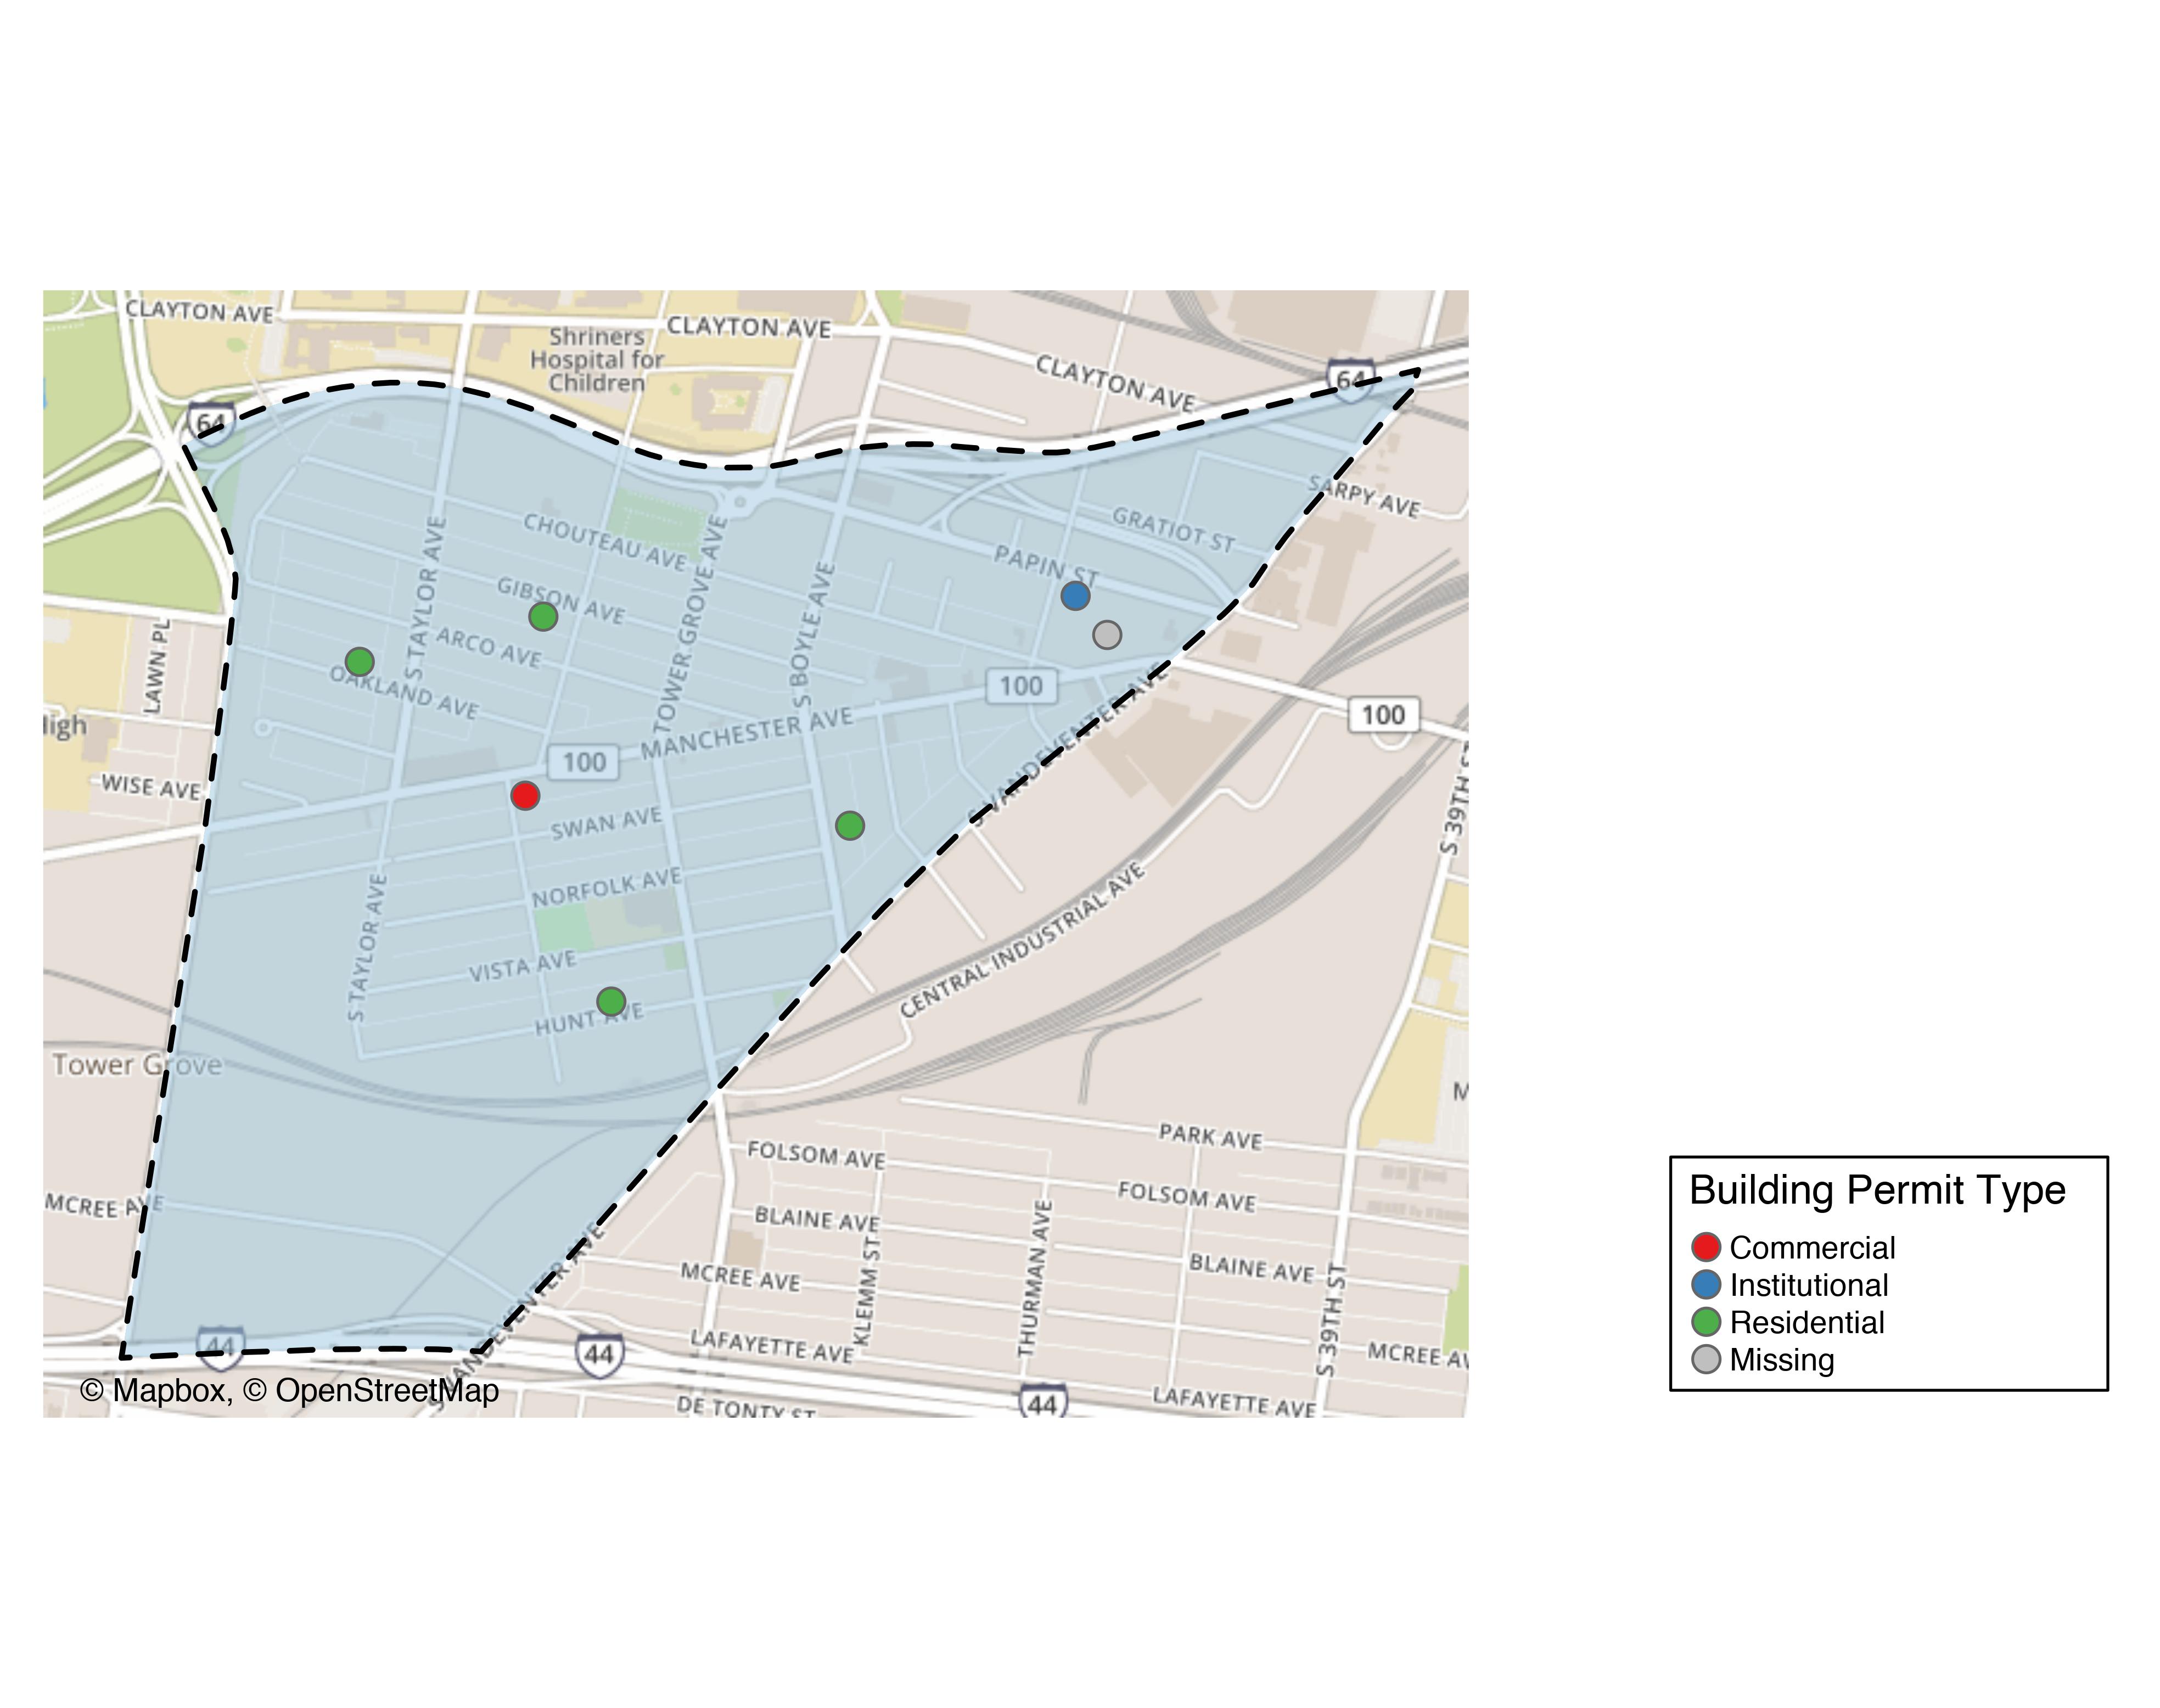 CLAYTON AVE
Shriners
Hospital for
Children
CLAYTON AVE
CLAYTON AVE
64
64
SARPY AVE
GRATIOT ST
CHOUTEAU AVE
PAPIN ST
GIBSON AVE
S TAYLOR AVE
TOWER GROVE AVE
S BOYLE AVE
ARCO AVE
OAKLAND AVE
LAWN PL
100
100
High
MANCHESTER AVE
100
S VANDEVENTER AVE
S 39TH ST
WISE AVE
SWAN AVE
NORFOLK AVE
S TAYLOR AVE
VISTA AVE
CENTRAL INDUSTRIAL AVE
HUNT AVE
Tower Grove
M
PARK AVE
FOLSOM AVE
FOLSOM AVE
MCREE AVE
BLAINE AVE
KLEMM ST
THURMAN AVE
BLAINE AVE
MCREE AVE
S VANDEVENTER AVE
S 39TH ST
44
44
LAFAYETTE AVE
MCREE AV
LAFAYETTE AVE
44
DE TONTY ST
© Mapbox, © OpenStreetMap
Building Permit Type
Commercial
Institutional
Residential
Missing